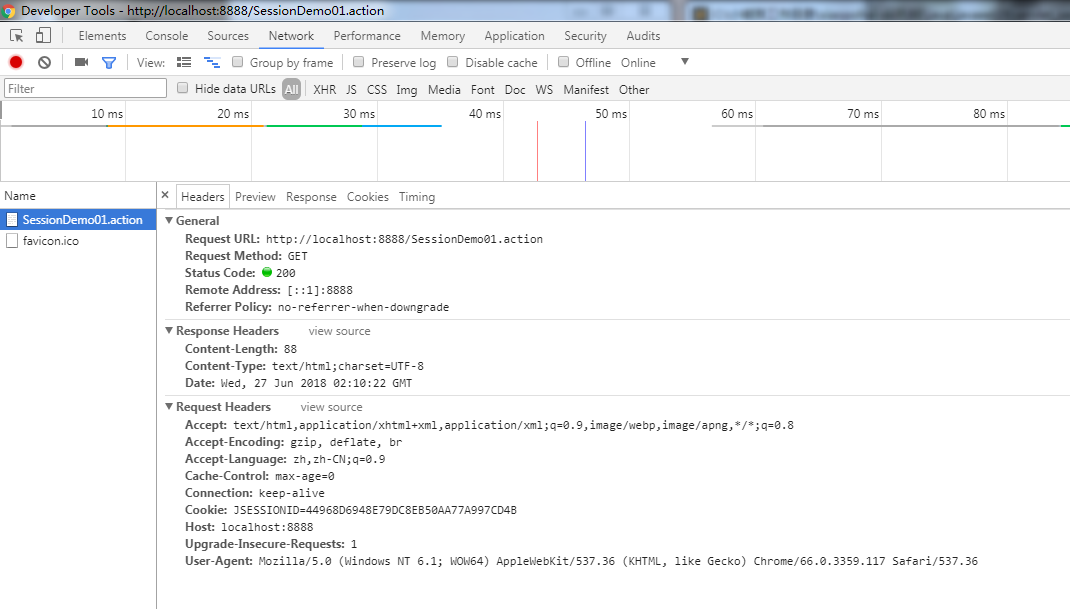 Developer Tools - http://localhost:8888/SessionDemo01.action
Elements Console Sources Network Performance Memory Application Security Audits
View: Group by frame Preserve log Disable cache Offline Online
Filter Hide data URLs All XHR JS CSS Img Media Font Doc WS Manifest Other
10 ms 20 ms 30 ms 40 ms 50 ms 60 ms 70 ms 80 ms
Name × Headers Preview Response Cookies Timing
SessionDemo01.action
favicon.ico
General
Request URL: http://localhost:8888/SessionDemo01.action
Request Method: GET
Status Code: 200
Remote Address: [::1]:8888
Referrer Policy: no-referrer-when-downgrade
Response Headers view source
Content-Length: 88
Content-Type: text/html;charset=UTF-8
Date: Wed, 27 Jun 2018 02:10:22 GMT
Request Headers view source
Accept: text/html,application/xhtml+xml,application/xml;q=0.9,image/webp,image/apng,*/*;q=0.8
Accept-Encoding: gzip, deflate, br
Accept-Language: zh,zh-CN;q=0.9
Cache-Control: max-age=0
Connection: keep-alive
Cookie: JSESSIONID=44968D6948E79DC8EB50AA77A997CD4B
Host: localhost:8888
Upgrade-Insecure-Requests: 1
User-Agent: Mozilla/5.0 (Windows NT 6.1; WOW64) AppleWebKit/537.36 (KHTML, like Gecko) Chrome/66.0.3359.117 Safari/537.36